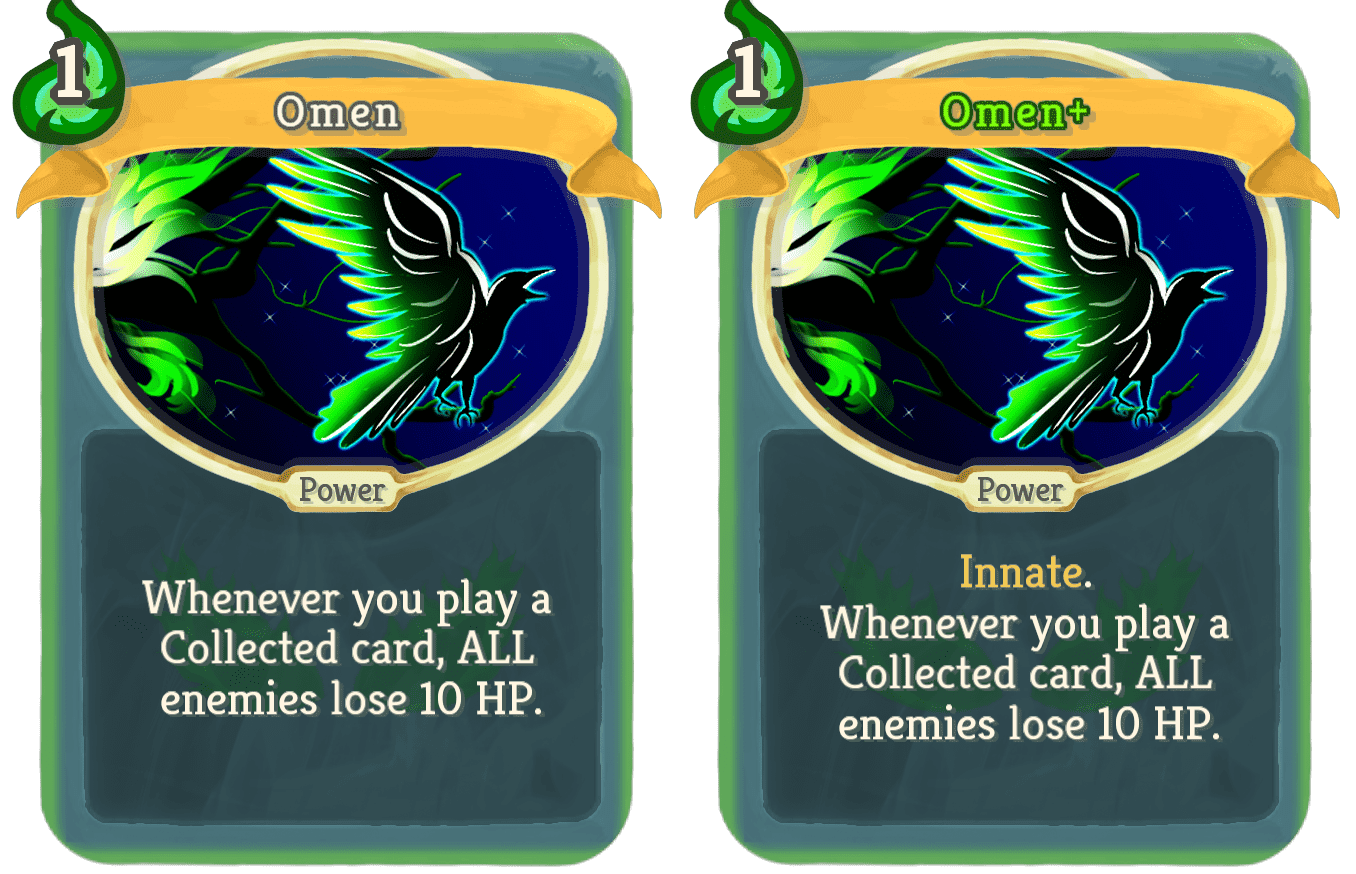 1
Omen
Power
Whenever you play a
Collected card, ALL
enemies lose 10 HP.
1
Omen+
Power
Innate.
Whenever you play a
Collected card, ALL
enemies lose 10 HP.